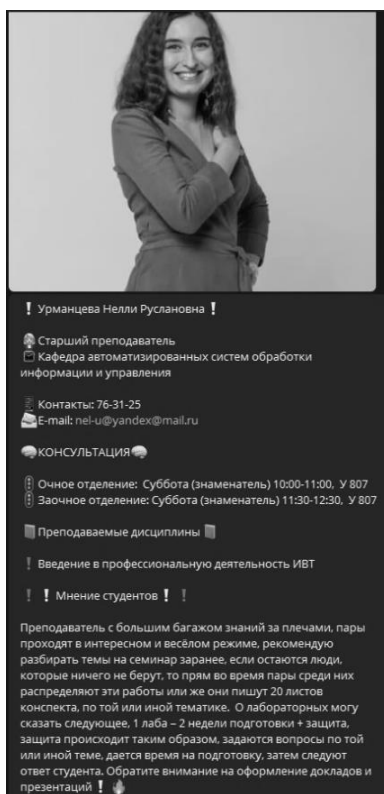 ❗ Урманцева Нелли Руслановна ❗
Старший преподаватель
Кафедра автоматизированных систем обработки
информации и управления
Контакты: 76-31-25
E-mail: nel-u@yandex@mail.ru
КОНСУЛЬТАЦИЯ
Очное отделение: Суббота (знаменатель) 10:00-11:00, У 807
Заочное отделение: Суббота (знаменатель) 11:30-12:30, У 807
Преподаваемые дисциплины
❗ Введение в профессиональную деятельность ИВТ
❗ ❗ Мнение студентов ❗ ❗
Преподаватель с большим багажом знаний за плечами, пары
проходят в интересном и весёлом режиме, рекомендую
разбирать темы на семинар заранее, если остаются люди,
которые ничего не берут, то прям во время пары среди них
распределяют эти работы или же они пишут 20 листов
конспекта, по той или иной тематике. О лабораторных могу
сказать следующее, 1 лаба – 2 недели подготовки + защита,
защита происходит таким образом, задаются вопросы по той
или иной теме, дается время на подготовку, затем следуют
ответ студента. Обратите внимание на оформление докладов и
презентаций ❗